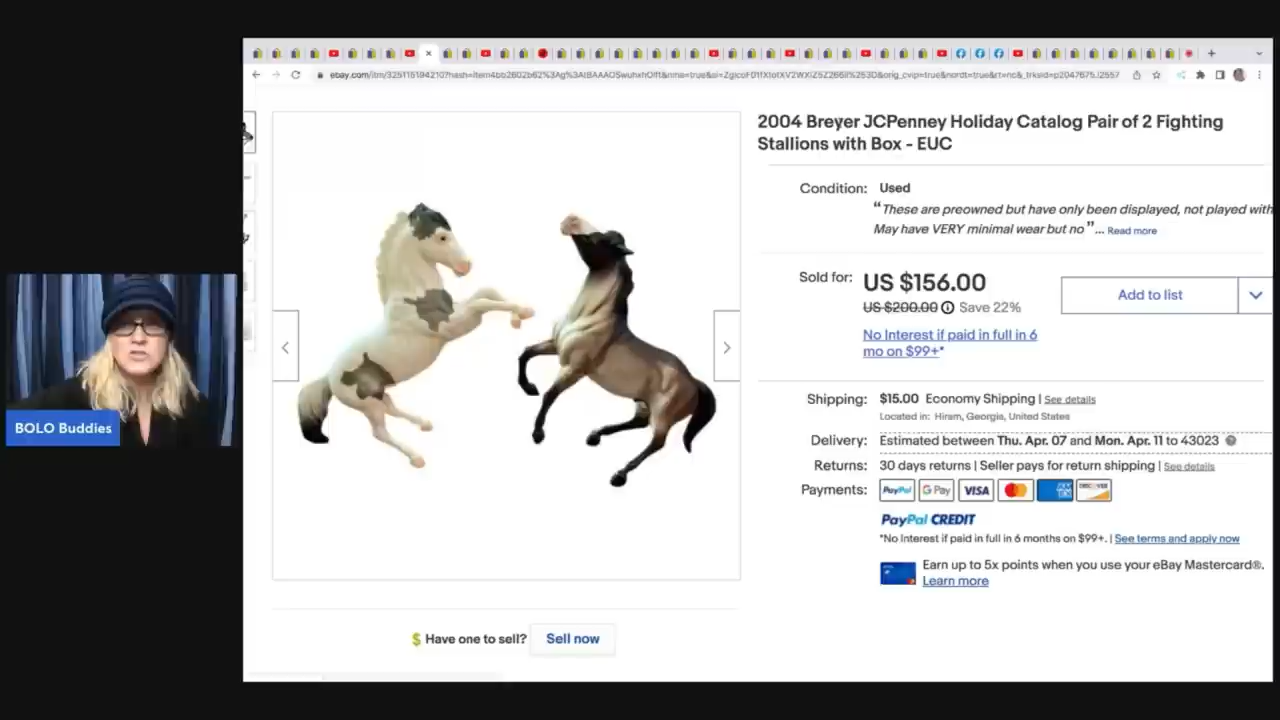 2004 Breyer JCPenney Holiday Catalog Pair of 2 Fighting
Stallions with Box - EUC
Condition: Used
“These are preowned but have only been displayed, not played with
May have VERY minimal wear but no ”... Read more
Sold for: US $156.00
US $200.00 Save 22%
Add to list
No Interest if paid in full in 6
mo on $99+*
Shipping: $15.00 Economy Shipping | See details
Located in: Hiram, Georgia, United States
Delivery: Estimated between Thu. Apr. 07 and Mon. Apr. 11 to 43023
Returns: 30 days returns | Seller pays for return shipping | See details
Payments: PayPal G Pay VISA MasterCard DISCOVER
PayPal CREDIT
*No Interest if paid in full in 6 months on $99+. | See terms and apply now
Earn up to 5x points when you use your eBay Mastercard®.
Learn more
$ Have one to sell? Sell now
BOLO Buddies